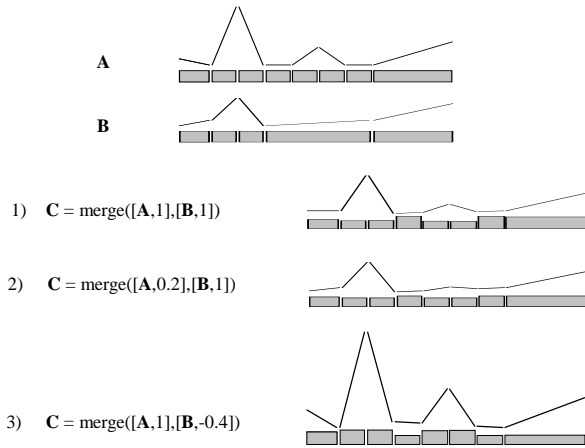 A
B
1) C = merge([A,1],[B,1])
2) C = merge([A,0.2],[B,1])
3) C = merge([A,1],[B,-0.4])